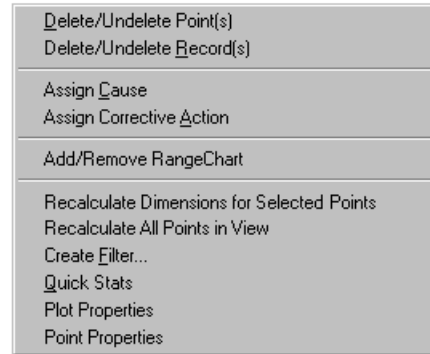 Delete/Undelete Point(s)
Delete/Undelete Record(s)
Assign Cause
Assign Corrective Action
Add/Remove RangeChart
Recalculate Dimensions for Selected Points
Recalculate All Points in View
Create Filter...
Quick Stats
Plot Properties
Point Properties